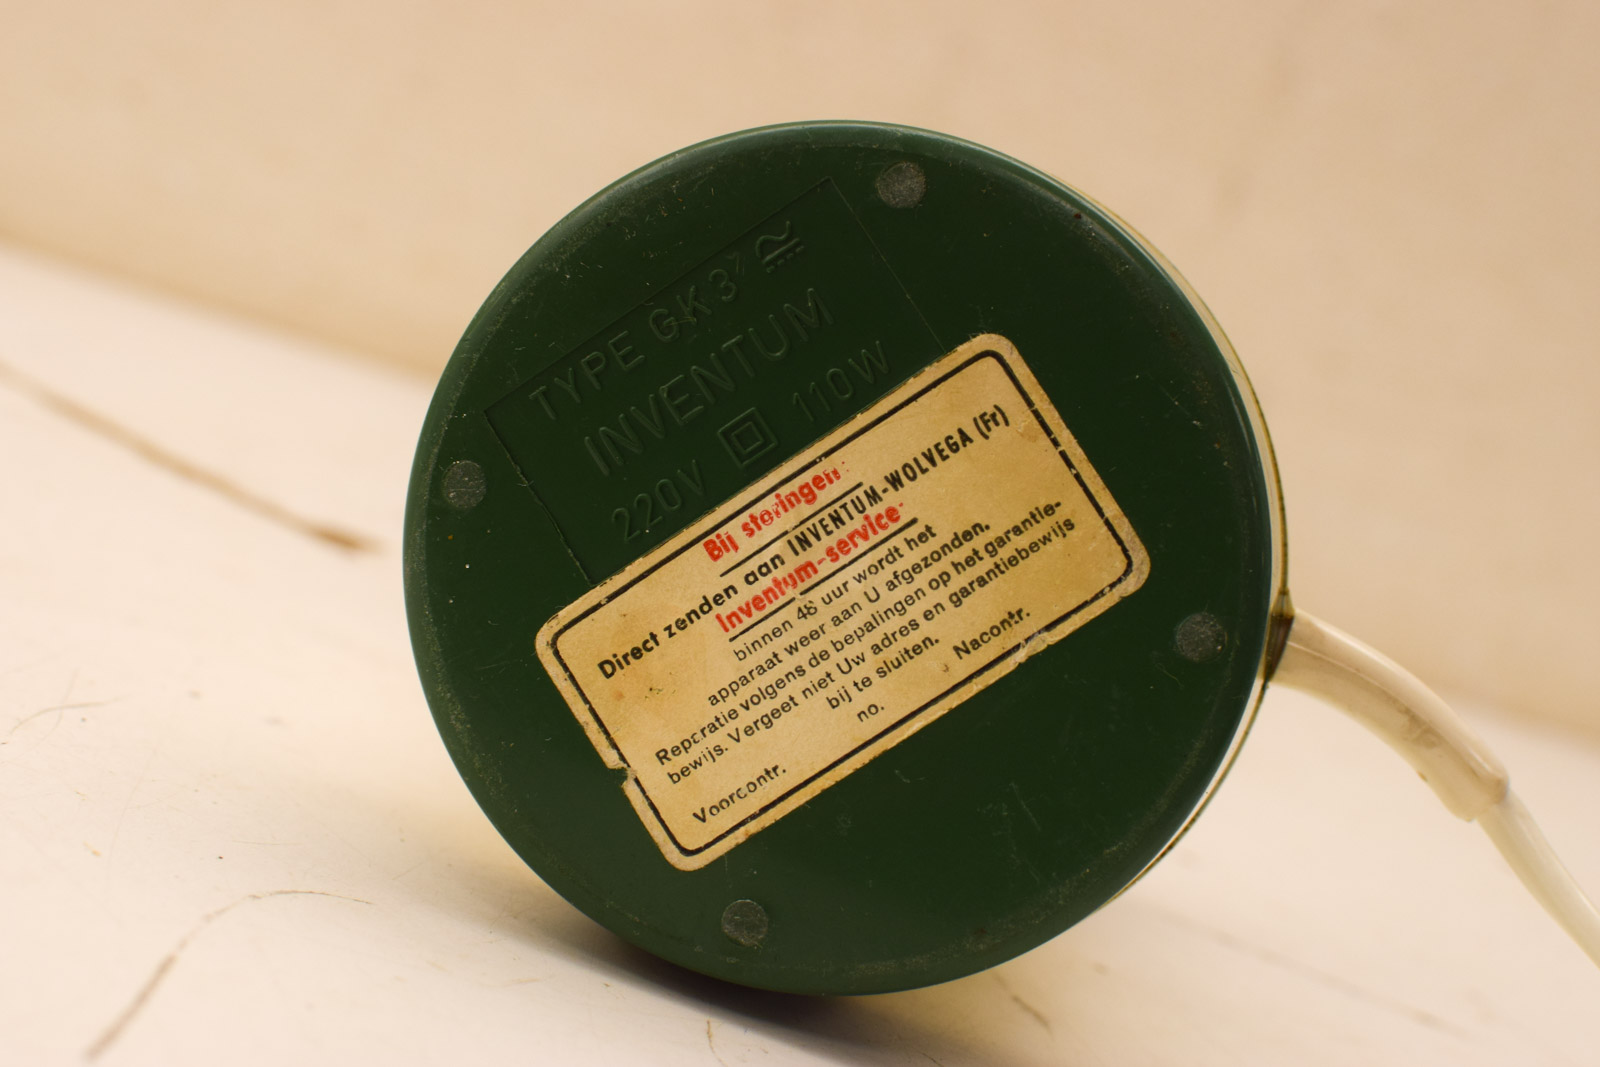 TYPE GK3 ≅
INVENTUM
220V 110W
Bij storingen
Direct zenden aan INVENTUM-WOLVEGA (Fr)
Inventum-service
binnen 48 uur wordt het
apparaat weer aan U afgezonden.
Reparatie volgens de bepalingen op het garantie-
bewijs. Vergeet niet Uw adres en garantiebewijs
bij te sluiten.
no.
Voorcontr. Nacontr.